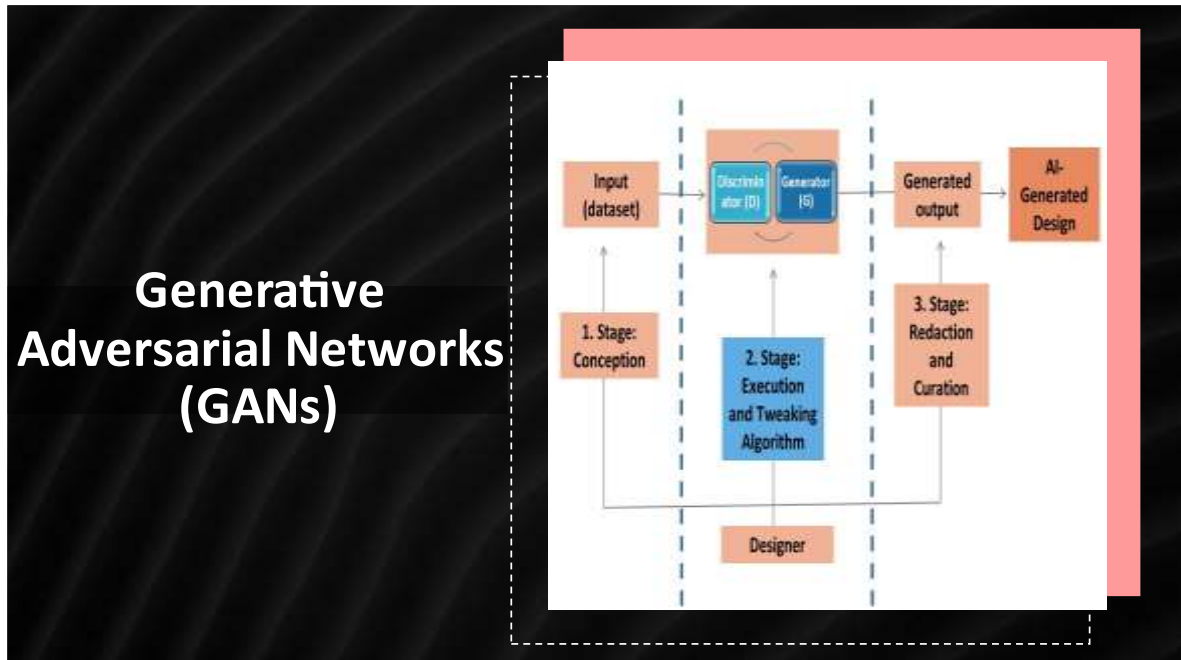 Generative
Adversarial Networks
(GANs)
Input
(dataset)
Discrimin
ator (D)
Generator
(G)
Generated
output
AI-
Generated
Design
1. Stage:
Conception
2. Stage:
Execution
and Tweaking
Algorithm
3. Stage:
Redaction
and
Curation
Designer